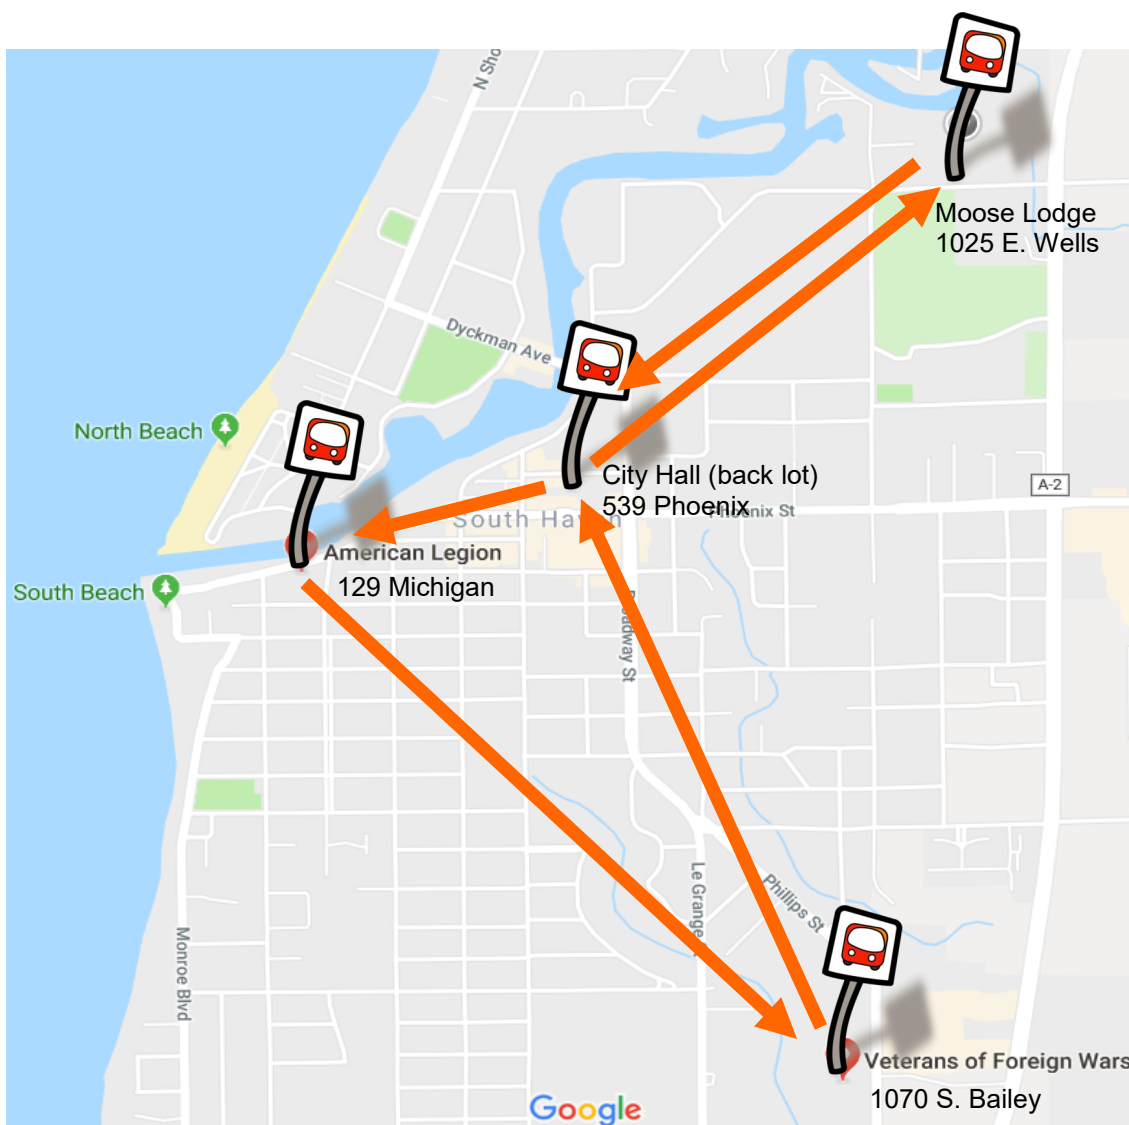 N Sho
Moose Lodge
1025 E. Wells
Dyckman Ave
North Beach
City Hall (back lot)
539 Phoenix
A-2
South Haven
Phoenix St
American Legion
129 Michigan
South Beach
Broadway St
Le Grange
Phillips St
Monroe Blvd
Veterans of Foreign Wars
1070 S. Bailey
Google